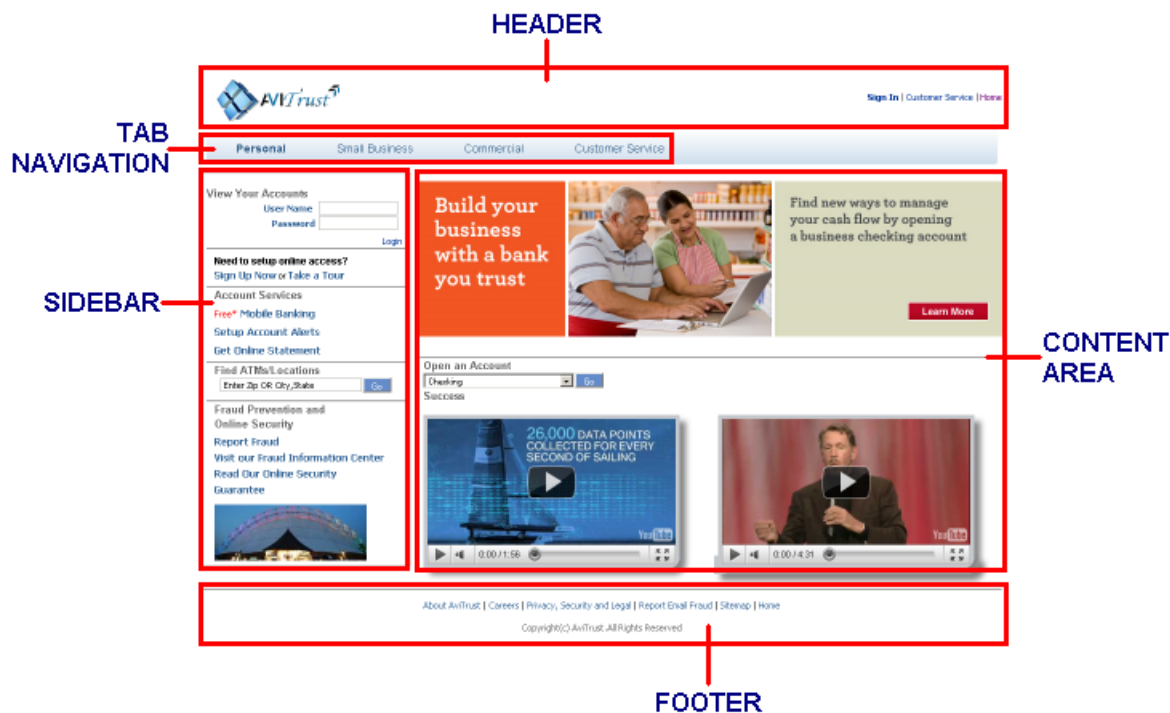 HEADER
AVITrust
Sign In | Customer Service | Home
TAB NAVIGATION
Personal Small Business Commercial Customer Service
View Your Accounts
User Name
Password
Login
Need to setup online access?
Sign Up Now or Take a Tour
SIDEBAR
Account Services
Free* Mobile Banking
Setup Account Alerts
Get Online Statement
Find ATMs/Locations
Enter Zip OR City,State Go
Fraud Prevention and
Online Security
Report Fraud
Visit our Fraud Information Center
Read Our Online Security
Guarantee
Build your
business
with a bank
you trust
Find new ways to manage
your cash flow by opening
a business checking account
Learn More
CONTENT
AREA
Open an Account
Checking Go
Success
26,000 DATA POINTS
COLLECTED FOR EVERY
SECOND OF SAILING
YouTube
0:00 / 1:56
YouTube
0:00 / 4:31
About AviTrust | Careers | Privacy, Security and Legal | Report Email Fraud | Sitemap | Home
Copyright(c) AviTrust .All Rights Reserved
FOOTER